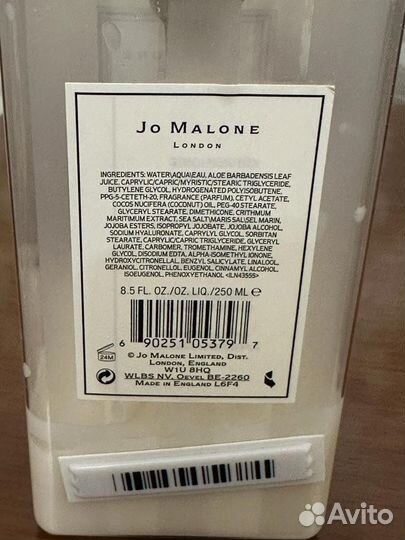 JO MALONE
LONDON
INGREDIENTS: WATER\AQUA\EAU, ALOE BARBADENSIS LEAF
JUICE, CAPRYLIC/CAPRIC/MYRISTIC/STEARIC TRIGLYCERIDE,
BUTYLENE GLYCOL, HYDROGENATED POLYISOBUTENE,
PPG-5-CETETH-20, FRAGRANCE (PARFUM), CETYL ACETATE,
COCOS NUCIFERA (COCONUT) OIL, PEG-40 STEARATE,
GLYCERYL STEARATE, DIMETHICONE, CRITHMUM
MARITIMUM EXTRACT, SEA SALT\MARIS SAL\SEL MARIN,
JOJOBA ESTERS, ISOPROPYL JOJOBATE, JOJOBA ALCOHOL,
SODIUM HYALURONATE, CAPRYLYL GLYCOL, SORBITAN
STEARATE, CAPRYLIC/CAPRIC TRIGLYCERIDE, GLYCERYL
LAURATE, CARBOMER, TROMETHAMINE, HEXYLENE
GLYCOL, DISODIUM EDTA, ALPHA-ISOMETHYL IONONE,
HYDROXYCITRONELLAL, BENZYL SALICYLATE, LINALOOL,
GERANIOL, CITRONELLOL, EUGENOL, CINNAMYL ALCOHOL,
ISOEUGENOL, PHENOXYETHANOL <ILN43555>
8.5 FL. OZ./OZ. LIQ./250 ML ℮
6 90251 05379 7
24M
© JO MALONE LIMITED, DIST.
LONDON, ENGLAND
W1U 8HQ
WLBS NV. OEVEL BE-2260
MADE IN ENGLAND L6F4
Avito